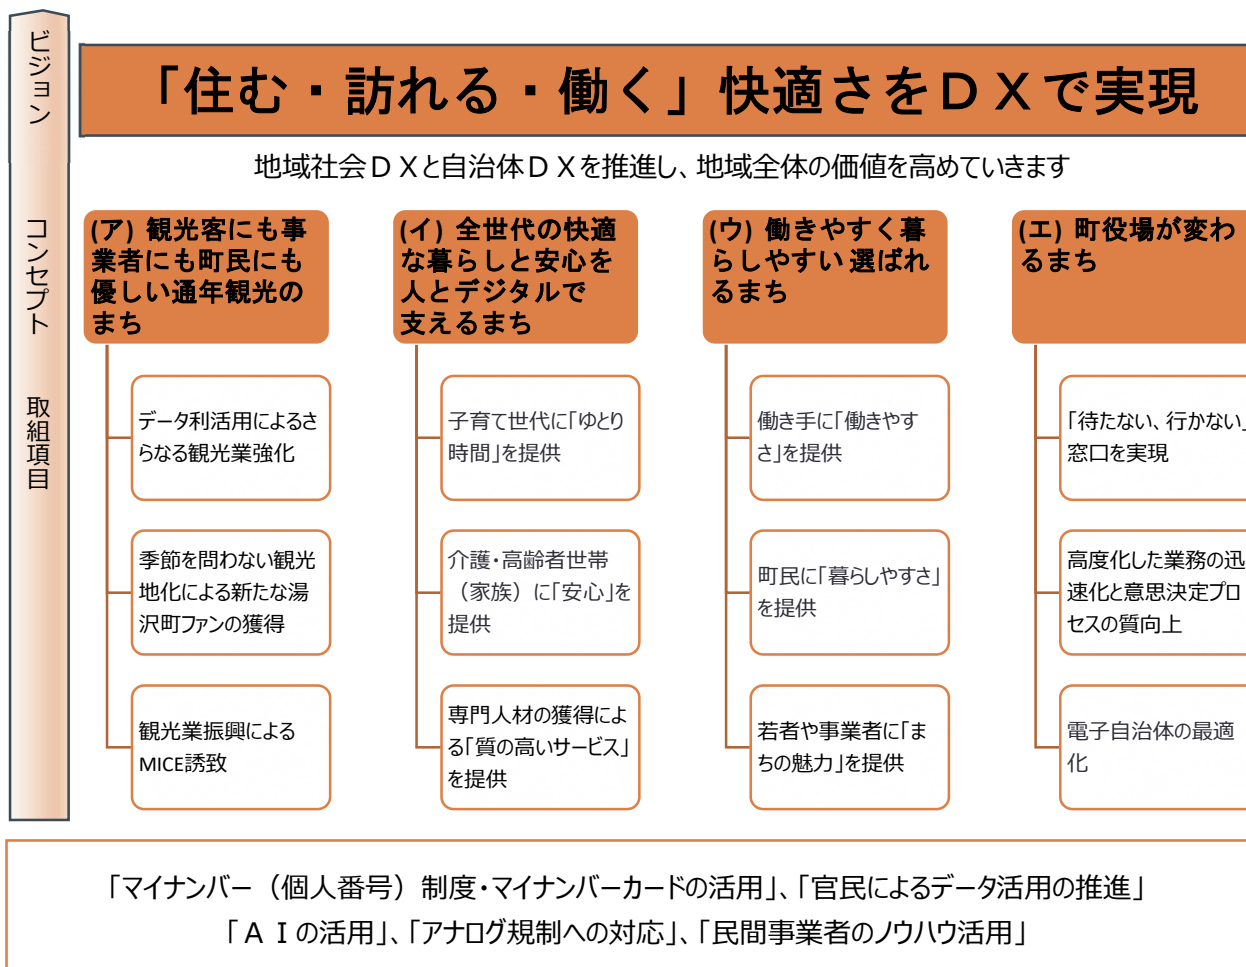 ビジョン
「住む・訪れる・働く」快適さをＤＸで実現
地域社会ＤＸと自治体ＤＸを推進し、地域全体の価値を高めていきます
コンセプト
(ア) 観光客にも事
業者にも町民にも
優しい通年観光の
まち
(イ) 全世代の快適
な暮らしと安心を
人とデジタルで
支えるまち
(ウ) 働きやすく暮
らしやすい 選ばれ
るまち
(エ) 町役場が変わ
るまち
取組項目
データ利活用によるさ
らなる観光業強化
季節を問わない観光
地化による新たな湯
沢町ファンの獲得
観光業振興による
MICE誘致
子育て世代に「ゆとり
時間」を提供
介護・高齢者世帯
（家族）に「安心」を
提供
専門人材の獲得によ
る「質の高いサービス」
を提供
働き手に「働きやす
さ」を提供
町民に「暮らしやすさ」
を提供
若者や事業者に「ま
ちの魅力」を提供
「待たない、行かない」
窓口を実現
高度化した業務の迅
速化と意思決定プロ
セスの質向上
電子自治体の最適
化
「マイナンバー（個人番号）制度・マイナンバーカードの活用」、「官民によるデータ活用の推進」
「ＡＩの活用」、「アナログ規制への対応」、「民間事業者のノウハウ活用」